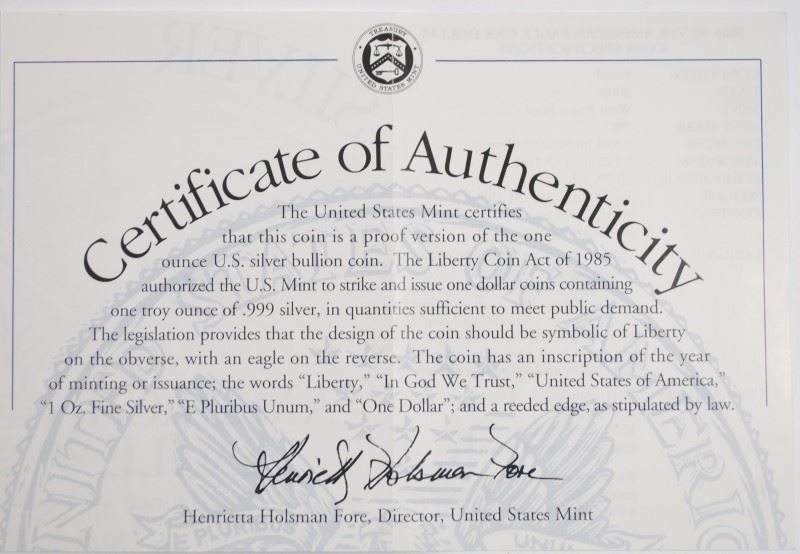 TREASURY
UNITED STATES MINT
Certificate of Authenticity
The United States Mint certifies
that this coin is a proof version of the one
ounce U.S. silver bullion coin. The Liberty Coin Act of 1985
authorized the U.S. Mint to strike and issue one dollar coins containing
one troy ounce of .999 silver, in quantities sufficient to meet public demand.
The legislation provides that the design of the coin should be symbolic of Liberty
on the obverse, with an eagle on the reverse. The coin has an inscription of the year
of minting or issuance; the words “Liberty,” “In God We Trust,” “United States of America,”
“1 Oz. Fine Silver,” “E Pluribus Unum,” and “One Dollar”; and a reeded edge, as stipulated by law.
Henrietta Holsman Fore
Henrietta Holsman Fore, Director, United States Mint